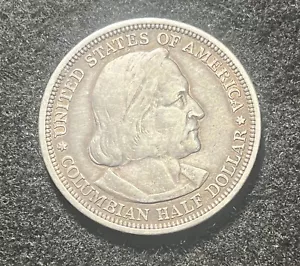 UNITED STATES OF AMERICA
COLUMBIAN HALF DOLLAR